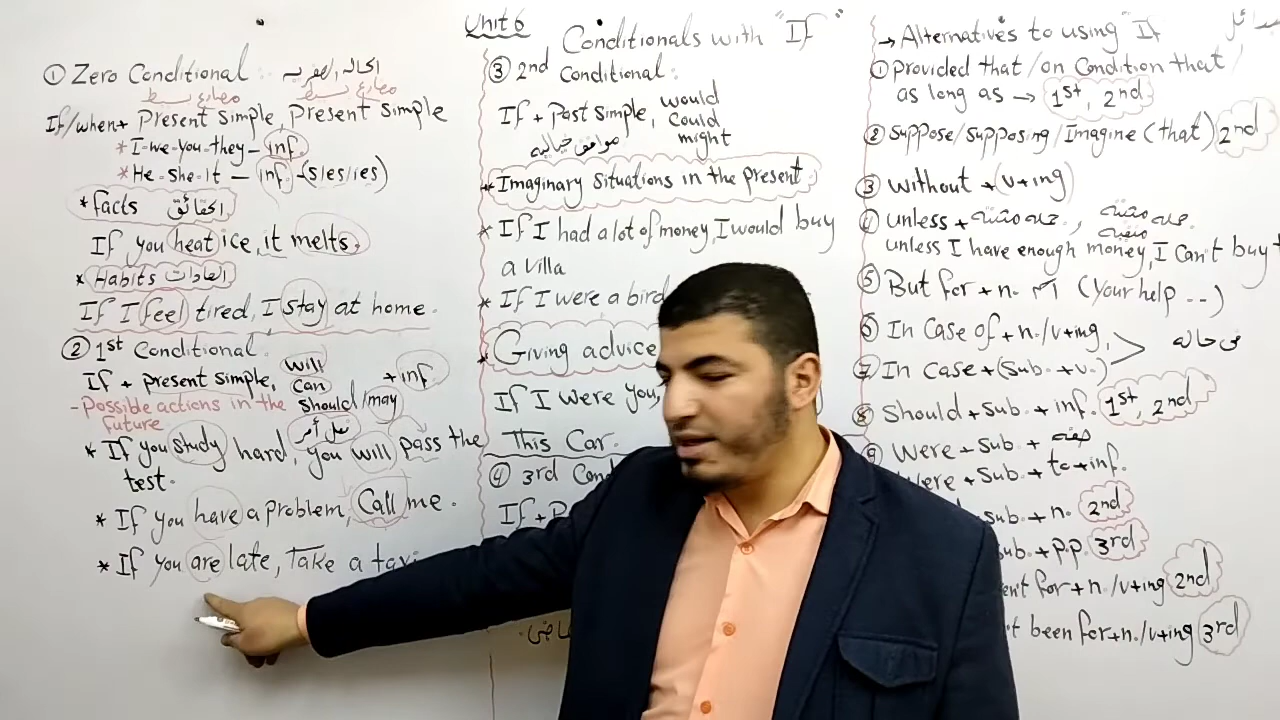 Unit 6
Conditionals with "If"
① Zero Conditional :
مضارع بسيط مضارع بسيط
If/when + Present simple, Present simple
* I-we-you-they - inf.
* He-she-it - inf. - (s/es/ies)
* facts الحقائق
If you heat ice, it melts.
* Habits العادات
If I feel tired, I stay at home.
② 1st Conditional.
If + present simple, will
can + inf
should/may
- Possible actions in the
future
فعل أمر
* If you study hard, you will pass the
test.
* If you have a problem, Call me.
* If you are late, Take a taxi
③ 2nd Conditional :
If + Past simple, would
could
might
* Imaginary situations in the present
* If I had a lot of money, I would buy
a villa
* If I were a bird
* Giving advice
If I were you,
This Car.
④ 3rd Cond
If + P
→ Alternatives to using "If
① Provided that / on Condition that /
as long as → 1st, 2nd
② Suppose/supposing/Imagine (that) 2nd
③ without + (v+ing)
④ unless + جملة مثبتة , جملة مثبتة
منفية
unless I have enough money, I can't buy
⑤ But for + n. اسم (Your help --)
⑥ In Case of + n./v+ing,
⑦ In case + (sub. + v.) فى حالة
⑧ Should + sub. + inf. 1st, 2nd
⑨ Were + Sub. + صفة
Were + Sub. + to + inf.
sub. + n. 2nd
sub. + p.p. 3rd
ent for + n./v+ing 2nd
t been for + n./v+ing 3rd